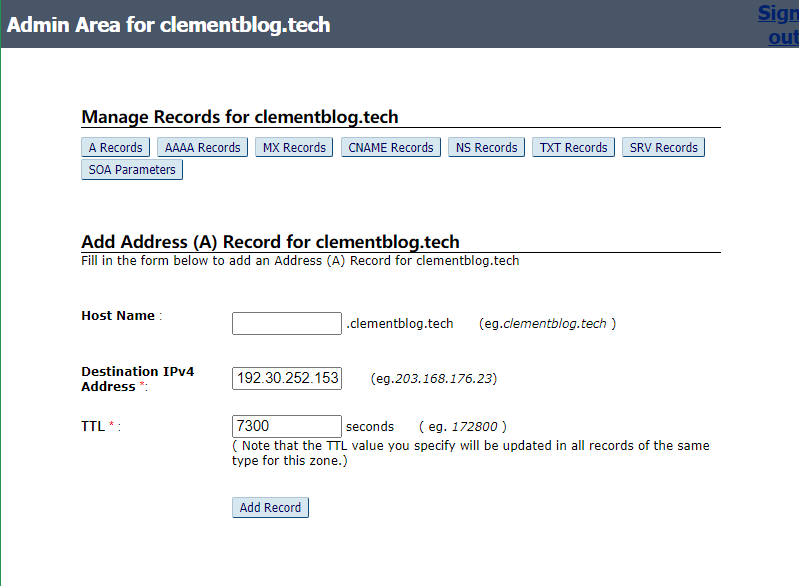 Admin Area for clementblog.tech
Sign
out
Manage Records for clementblog.tech
A Records AAAA Records MX Records CNAME Records NS Records TXT Records SRV Records
SOA Parameters
Add Address (A) Record for clementblog.tech
Fill in the form below to add an Address (A) Record for clementblog.tech
Host Name :
.clementblog.tech (eg.clementblog.tech )
Destination IPv4
Address *:
192.30.252.153 (eg.203.168.176.23)
TTL * : 7300 seconds ( eg. 172800 )
( Note that the TTL value you specify will be updated in all records of the same
type for this zone.)
Add Record